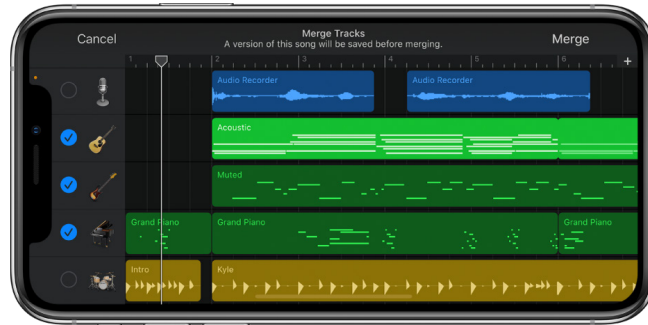 Cancel
Merge Tracks
A version of this song will be saved before merging.
Merge
1 2 3 4 5 6 +
Audio Recorder
Audio Recorder
Acoustic
Muted
Grand Piano
Grand Piano
Grand Piano
Intro
Kyle